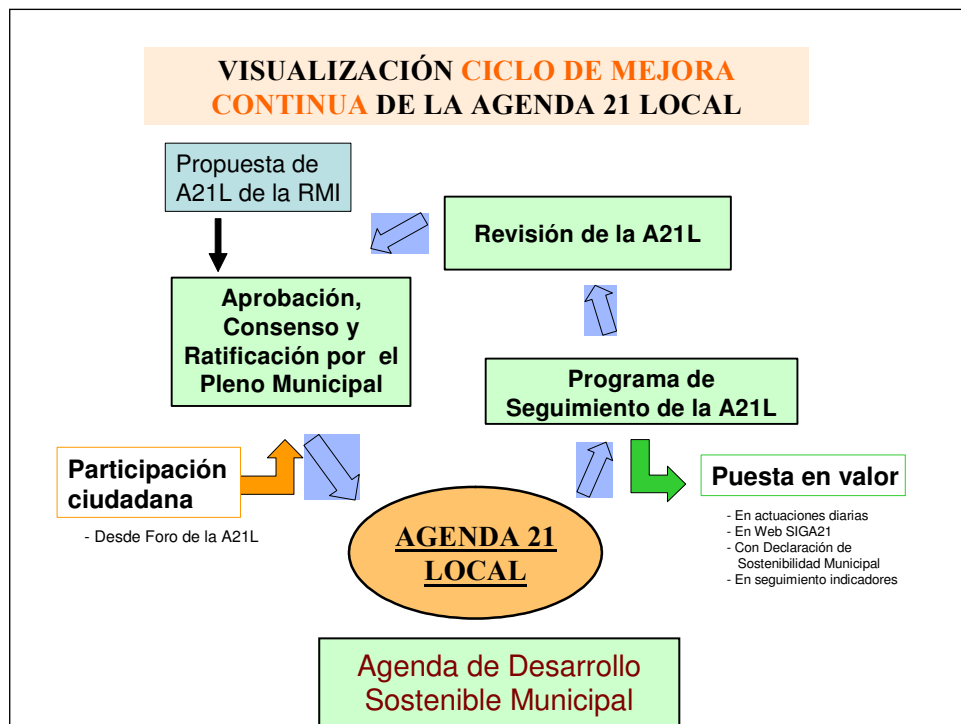 VISUALIZACIÓN CICLO DE MEJORA
CONTINUA DE LA AGENDA 21 LOCAL
Propuesta de
A21L de la RMI
Revisión de la A21L
Aprobación,
Consenso y
Ratificación por el
Pleno Municipal
Programa de
Seguimiento de la A21L
Participación
ciudadana
- Desde Foro de la A21L
Puesta en valor
- En actuaciones diarias
- En Web SIGA21
- Con Declaración de
Sostenibilidad Municipal
- En seguimiento indicadores
AGENDA 21
LOCAL
Agenda de Desarrollo
Sostenible Municipal